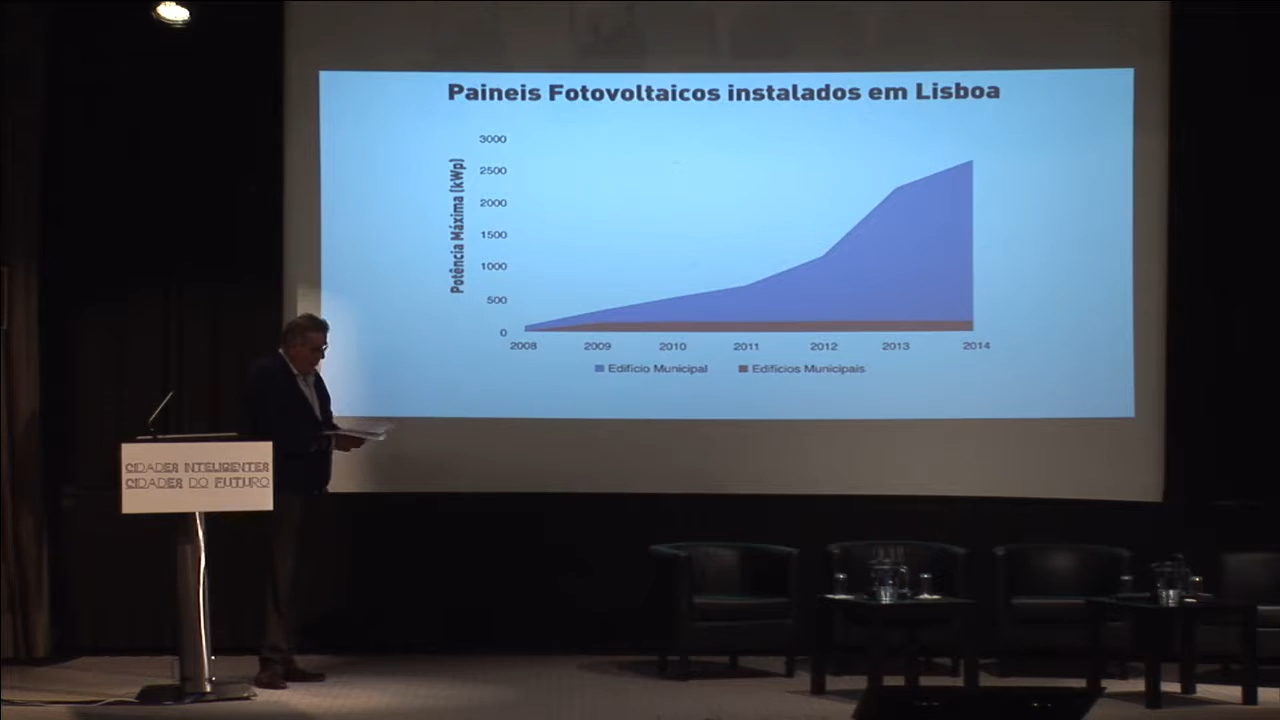 Paineis Fotovoltaicos instalados em Lisboa
Potência Máxima (kWp)
3000
2500
2000
1500
1000
500
0
2008 2009 2010 2011 2012 2013 2014
Edifício Municipal Edifícios Municipais
CIDADES INTELIGENTES
CIDADES DO FUTURO